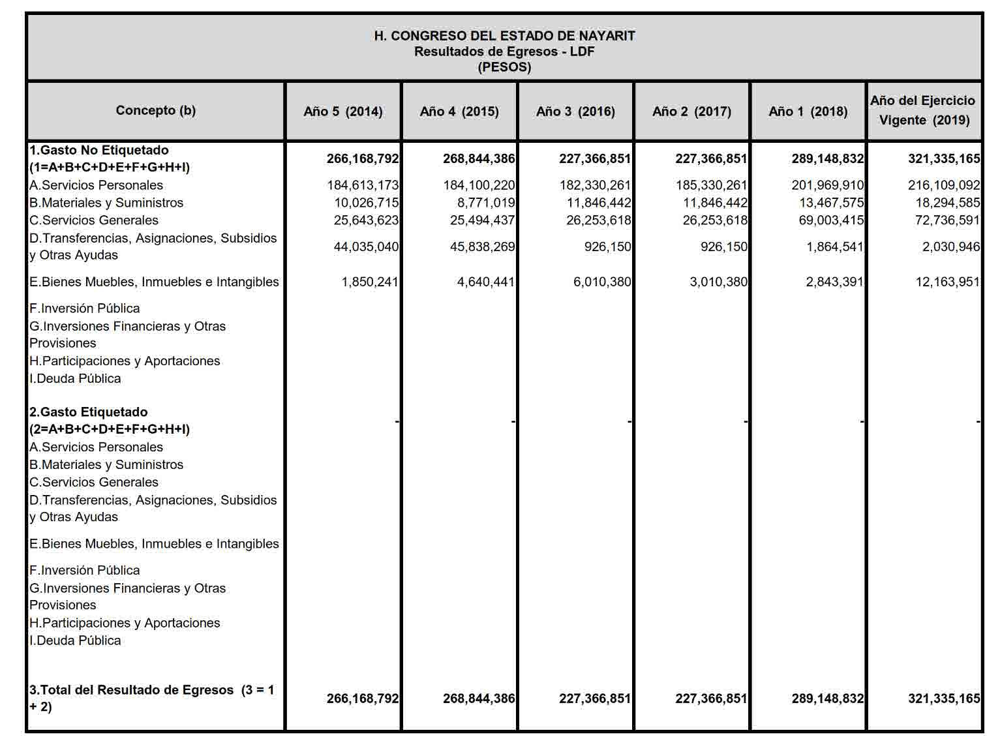 H. CONGRESO DEL ESTADO DE NAYARIT
Resultados de Egresos - LDF
(PESOS)
Concepto (b) Año 5 (2014) Año 4 (2015) Año 3 (2016) Año 2 (2017) Año 1 (2018) Año del Ejercicio
Vigente (2019)
1.Gasto No Etiquetado
(1=A+B+C+D+E+F+G+H+I) 266,168,792 268,844,386 227,366,851 227,366,851 289,148,832 321,335,165
A.Servicios Personales 184,613,173 184,100,220 182,330,261 185,330,261 201,969,910 216,109,092
B.Materiales y Suministros 10,026,715 8,771,019 11,846,442 11,846,442 13,467,575 18,294,585
C.Servicios Generales 25,643,623 25,494,437 26,253,618 26,253,618 69,003,415 72,736,591
D.Transferencias, Asignaciones, Subsidios
y Otras Ayudas 44,035,040 45,838,269 926,150 926,150 1,864,541 2,030,946
E.Bienes Muebles, Inmuebles e Intangibles 1,850,241 4,640,441 6,010,380 3,010,380 2,843,391 12,163,951
F.Inversión Pública
G.Inversiones Financieras y Otras
Provisiones
H.Participaciones y Aportaciones
I.Deuda Pública
2.Gasto Etiquetado
(2=A+B+C+D+E+F+G+H+I) - - - - - -
A.Servicios Personales
B.Materiales y Suministros
C.Servicios Generales
D.Transferencias, Asignaciones, Subsidios
y Otras Ayudas
E.Bienes Muebles, Inmuebles e Intangibles
F.Inversión Pública
G.Inversiones Financieras y Otras
Provisiones
H.Participaciones y Aportaciones
I.Deuda Pública
3.Total del Resultado de Egresos (3 = 1
+ 2) 266,168,792 268,844,386 227,366,851 227,366,851 289,148,832 321,335,165